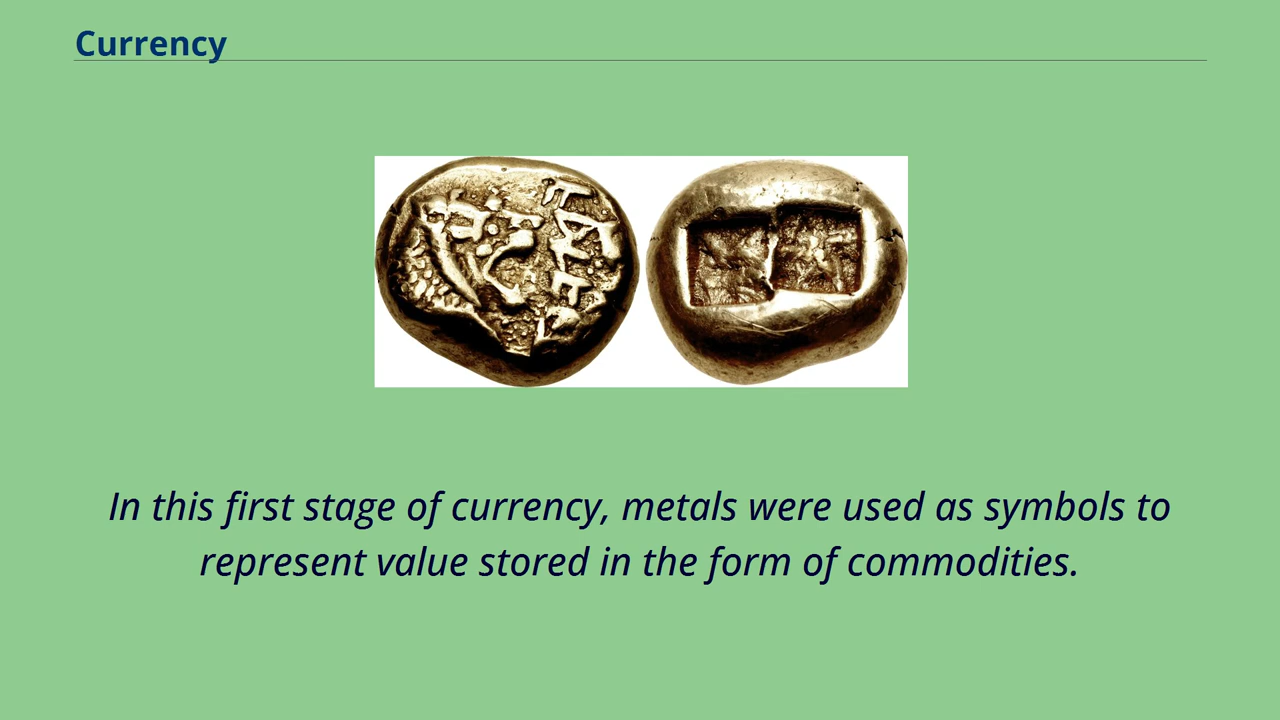 Currency
In this first stage of currency, metals were used as symbols to
represent value stored in the form of commodities.